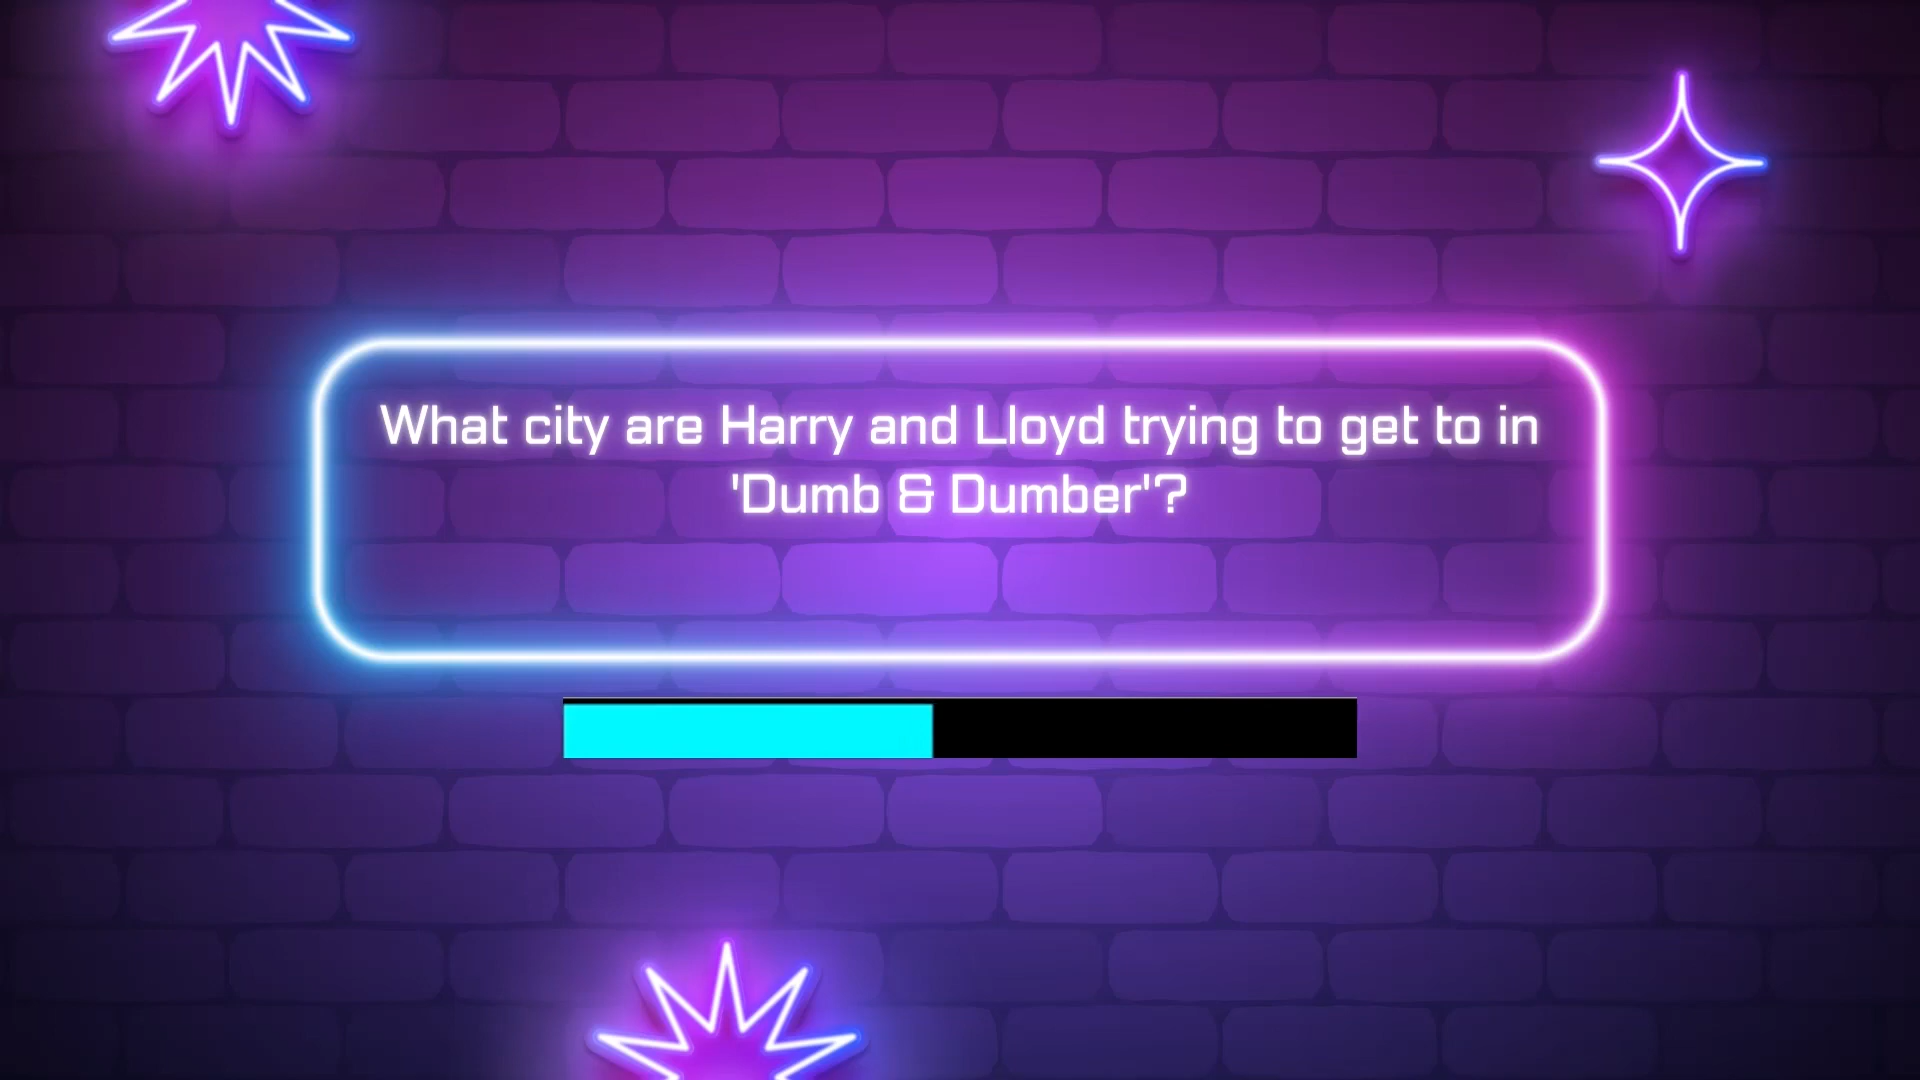 What city are Harry and Lloyd trying to get to in
'Dumb & Dumber'?